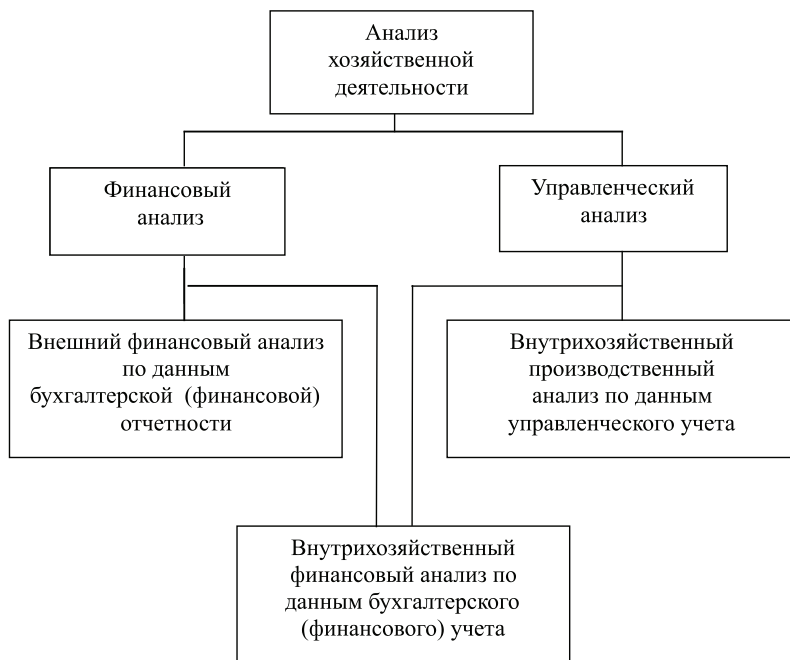 Анализ
хозяйственной
деятельности
Финансовый
анализ
Управленческий
анализ
Внешний финансовый анализ
по данным
бухгалтерской (финансовой)
отчетности
Внутрихозяйственный
производственный
анализ по данным
управленческого учета
Внутрихозяйственный
финансовый анализ по
данным бухгалтерского
(финансового) учета